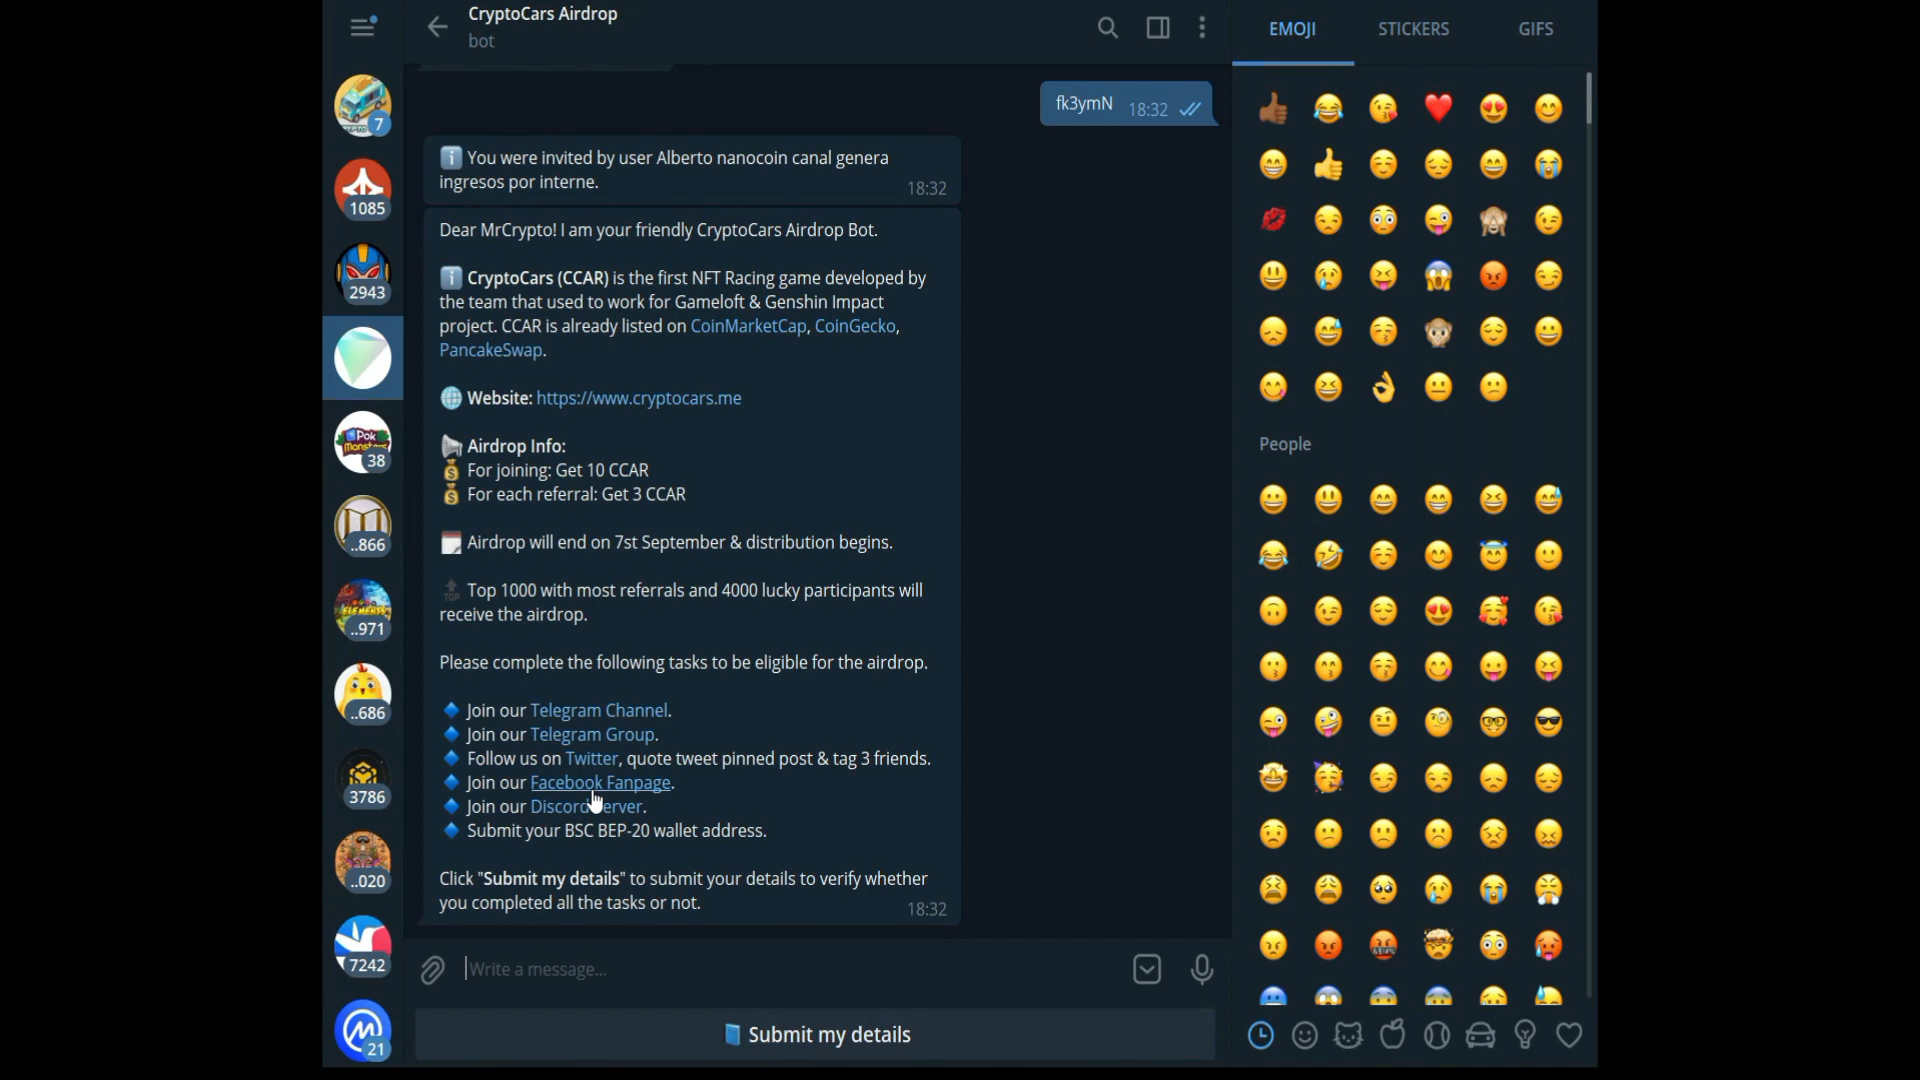 CryptoCars Airdrop
bot
EMOJI
STICKERS
GIFS
7
1085
2943
38
..866
..971
..686
3786
..020
7242
21
fk3ymN 18:32
You were invited by user Alberto nanocoin canal genera
ingresos por interne.
18:32
Dear MrCrypto! I am your friendly CryptoCars Airdrop Bot.
CryptoCars (CCAR) is the first NFT Racing game developed by
the team that used to work for Gameloft & Genshin Impact
project. CCAR is already listed on CoinMarketCap, CoinGecko,
PancakeSwap.
Website: https://www.cryptocars.me
Airdrop Info:
For joining: Get 10 CCAR
For each referral: Get 3 CCAR
Airdrop will end on 7st September & distribution begins.
TOP Top 1000 with most referrals and 4000 lucky participants will
receive the airdrop.
Please complete the following tasks to be eligible for the airdrop.
Join our Telegram Channel.
Join our Telegram Group.
Follow us on Twitter, quote tweet pinned post & tag 3 friends.
Join our Facebook Fanpage.
Join our Discord erver.
Submit your BSC BEP-20 wallet address.
Click "Submit my details" to submit your details to verify whether
you completed all the tasks or not.
18:32
Write a message...
Submit my details
People